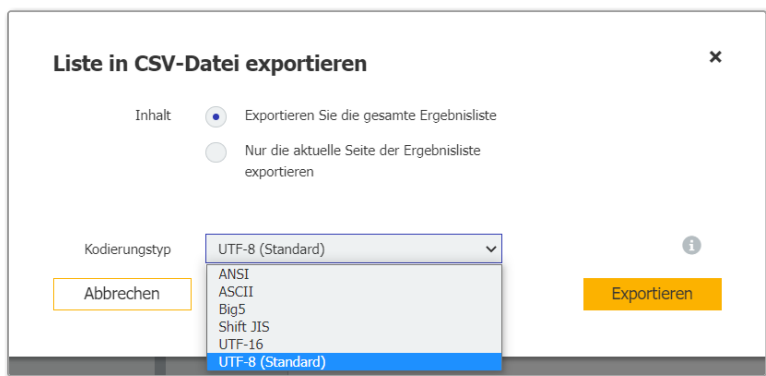 Liste in CSV-Datei exportieren
×
Inhalt
Exportieren Sie die gesamte Ergebnisliste
Nur die aktuelle Seite der Ergebnisliste
exportieren
Kodierungstyp
UTF-8 (Standard)
ANSI
ASCII
Big5
Shift JIS
UTF-16
UTF-8 (Standard)
Abbrechen
Exportieren